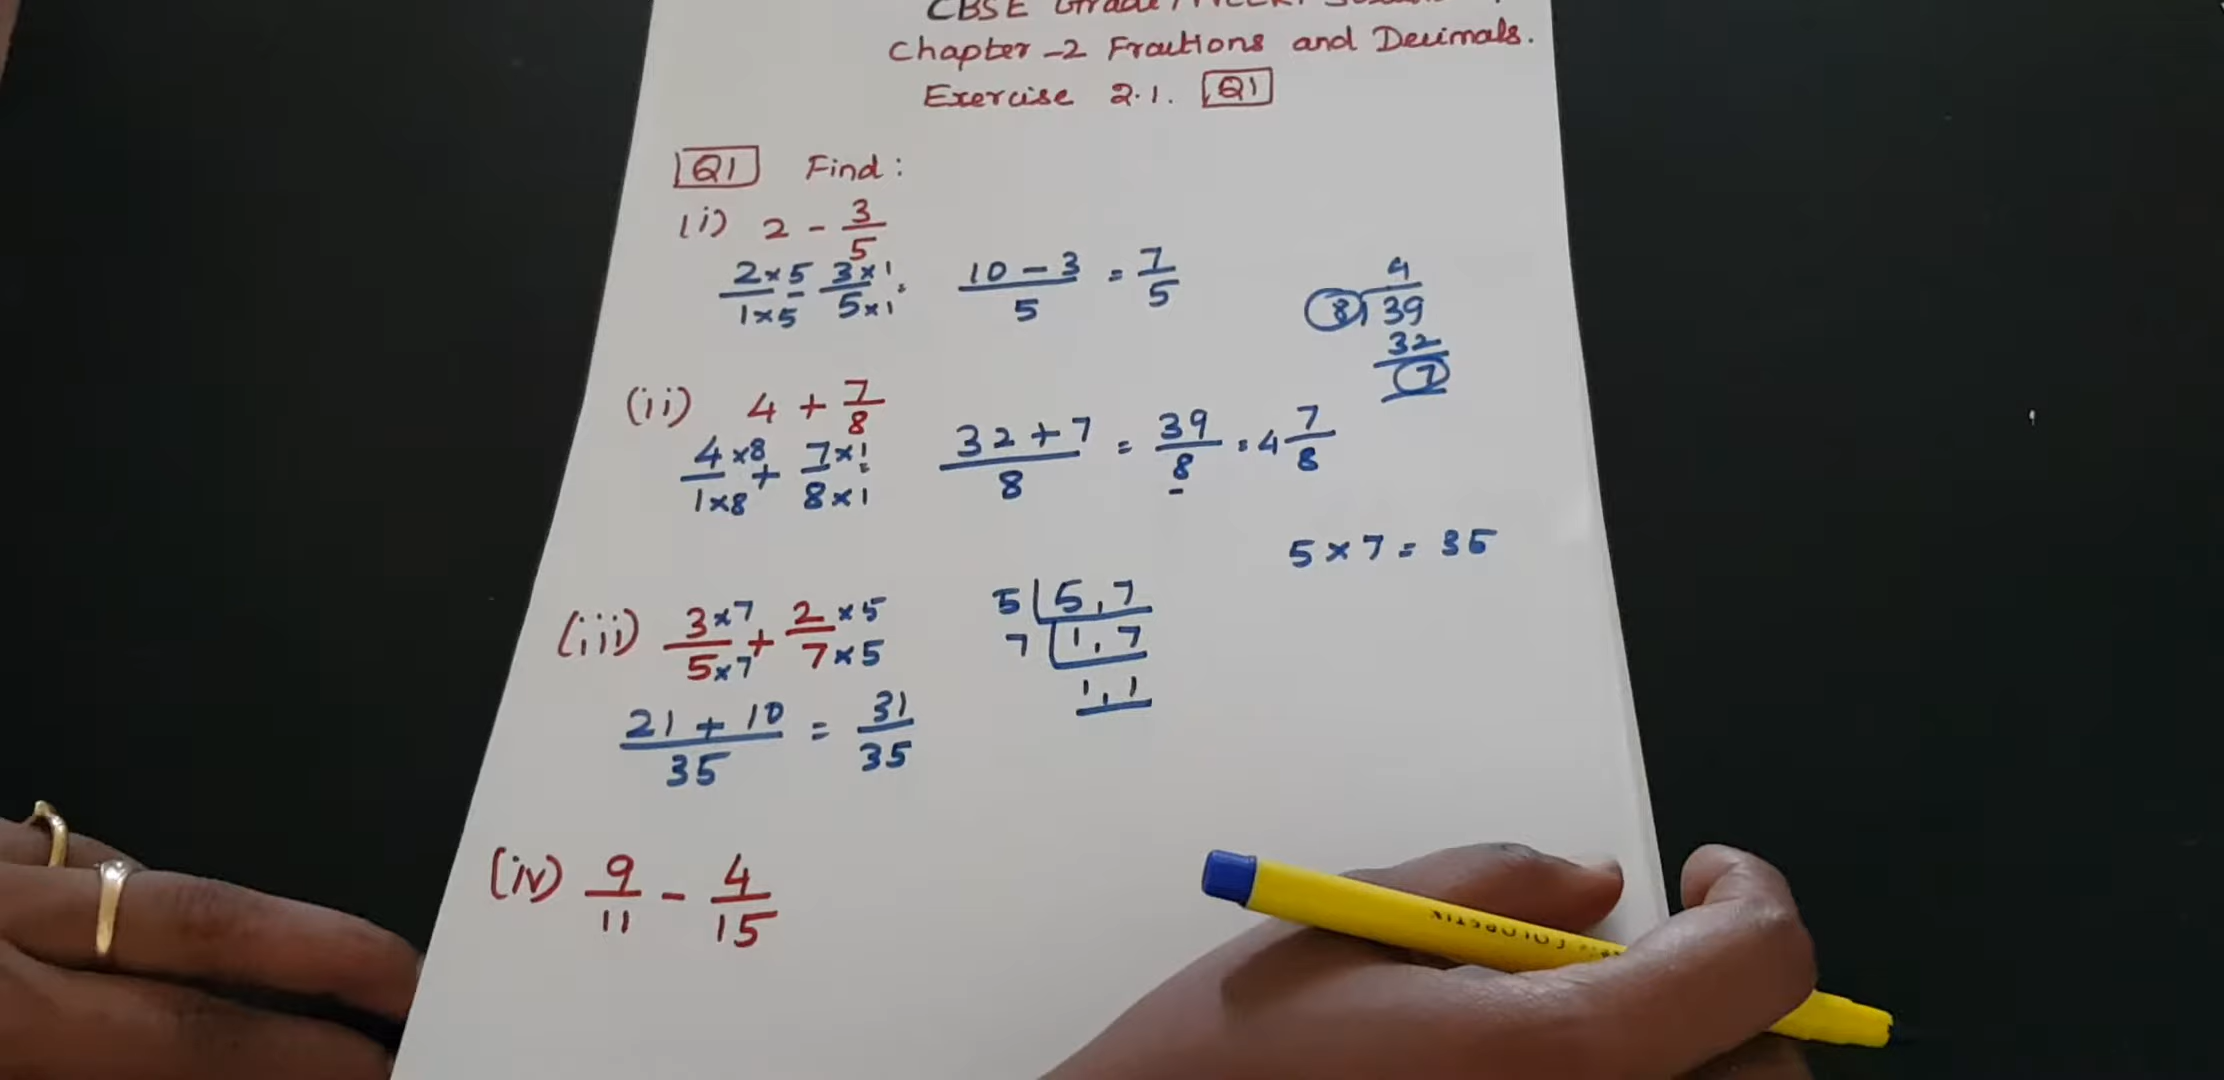 CBSE Grade
Chapter -2 Fractions and Decimals.
Exercise 2.1. Q1
Q1 Find :
(i) 2 - 3/5
2×5/1×5 - 3×1/5×1 = 10 - 3/5 = 7/5
4
8) 39
32
7
(ii) 4 + 7/8
4×8/1×8 + 7×1/8×1 = 32+7/8 = 39/8 = 4 7/8
5 × 7 = 35
(iii) 3×7/5×7 + 2×5/7×5
5 | 5, 7
7 | 1, 7
1, 1
21 + 10/35 = 31/35
(iv) 9/11 - 4/15